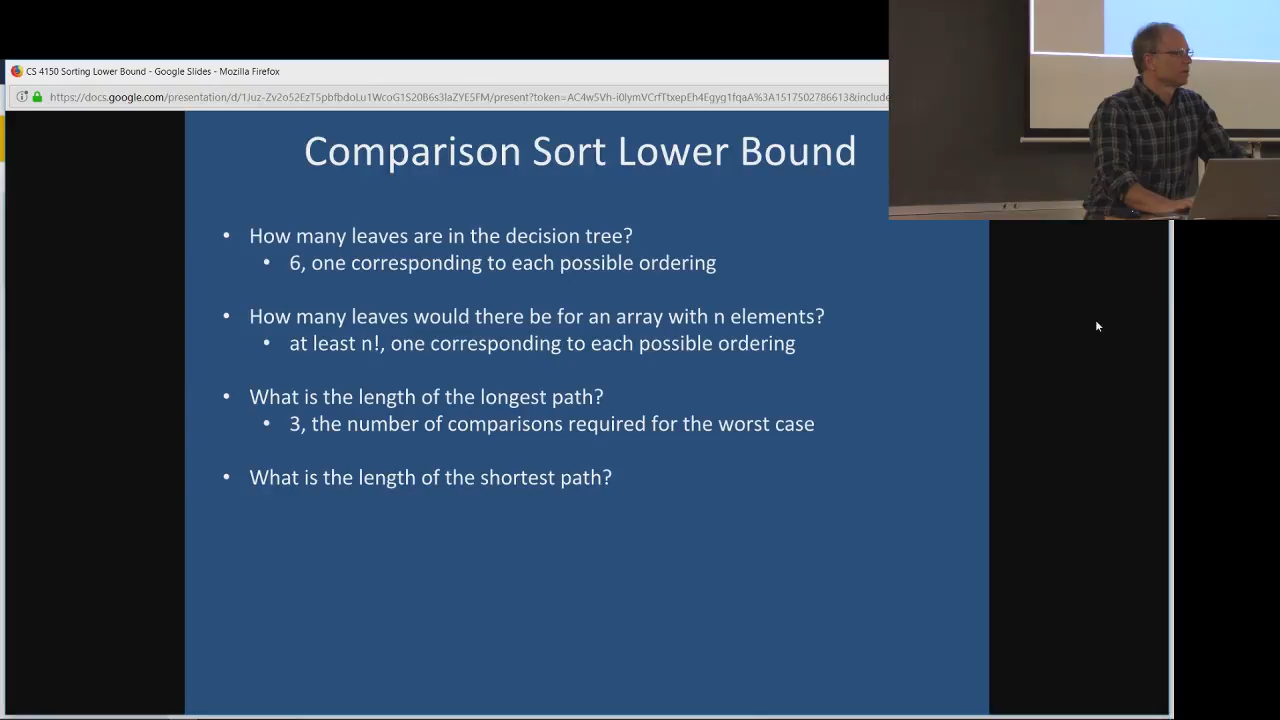 CS 4150 Sorting Lower Bound - Google Slides - Mozilla Firefox
Comparison Sort Lower Bound
• How many leaves are in the decision tree?
• 6, one corresponding to each possible ordering
• How many leaves would there be for an array with n elements?
• at least n!, one corresponding to each possible ordering
• What is the length of the longest path?
• 3, the number of comparisons required for the worst case
• What is the length of the shortest path?